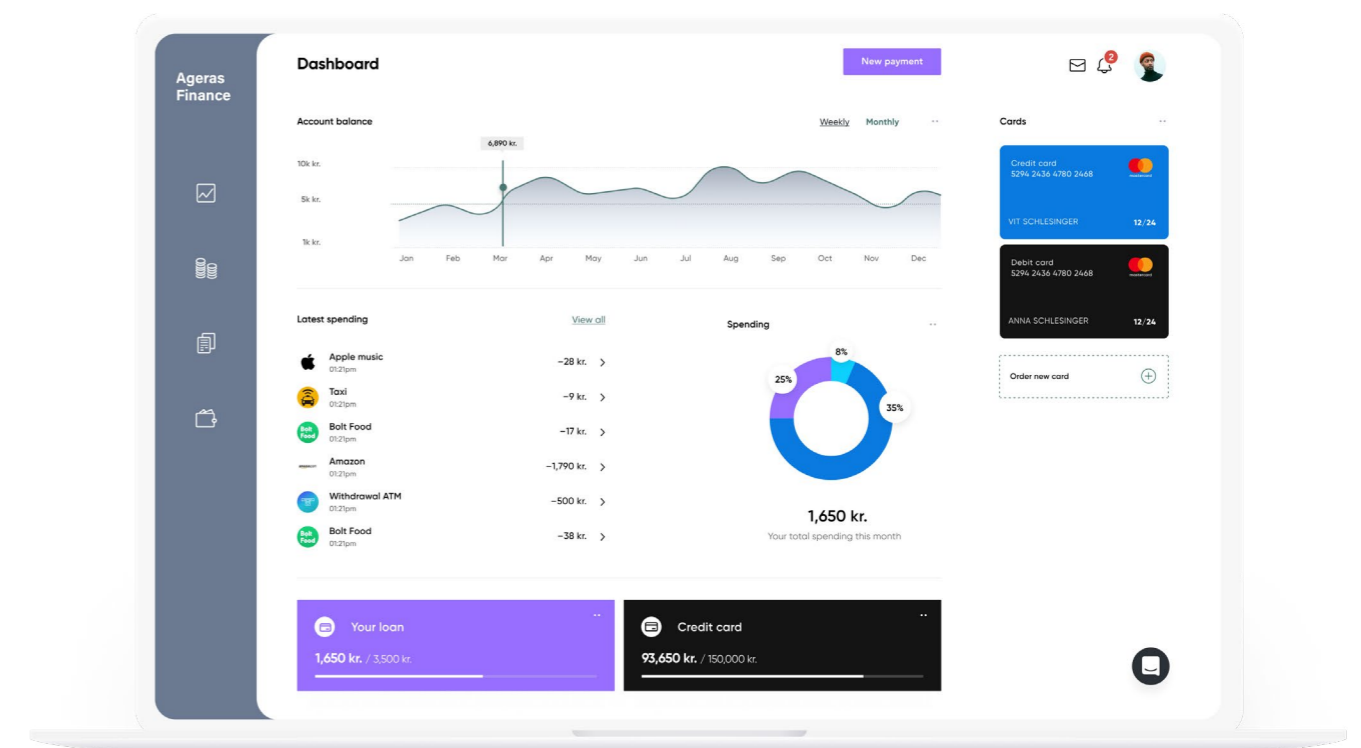 Ageras
Finance
Dashboard
New payment
2
Account balance
Weekly
Monthly
6,890 kr.
10k kr.
5k kr.
1k kr.
Jan Feb Mar Apr May Jun Jul Aug Sep Oct Nov Dec
Latest spending
View all
Apple music
01:21pm
−28 kr.
Taxi
01:21pm
−9 kr.
Bolt
Food
Bolt Food
01:21pm
−17 kr.
Amazon
01:21pm
−1,790 kr.
Withdrawal ATM
01:21pm
−500 kr.
Bolt
Food
Bolt Food
01:21pm
−38 kr.
Spending
8%
25%
35%
1,650 kr.
Your total spending this month
Your loan
1,650 kr. / 3,500 kr.
Credit card
93,650 kr. / 150,000 kr.
Cards
Credit card
5294 2436 4780 2468
mastercard
VIT SCHLESINGER
12/24
Debit card
5294 2436 4780 2468
mastercard
ANNA SCHLESINGER
12/24
Order new card